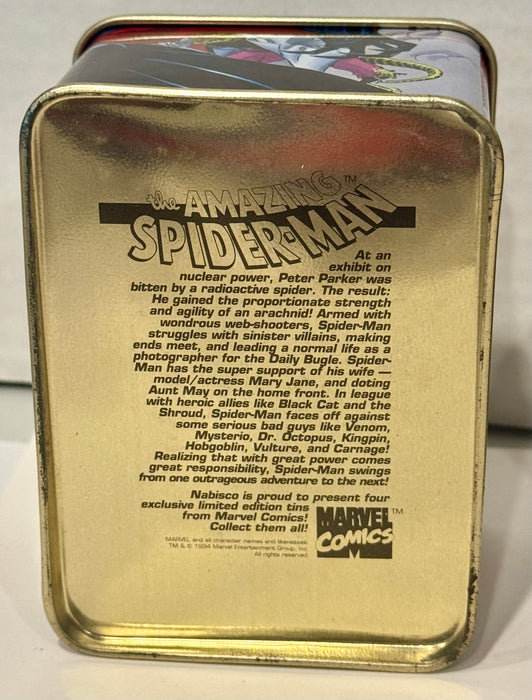 the AMAZING™
SPIDER-MAN
At an
exhibit on
nuclear power, Peter Parker was
bitten by a radioactive spider. The result:
He gained the proportionate strength
and agility of an arachnid! Armed with
wondrous web-shooters, Spider-Man
struggles with sinister villains, making
ends meet, and leading a normal life as a
photographer for the Daily Bugle. Spider-
Man has the super support of his wife —
model/actress Mary Jane, and doting
Aunt May on the home front. In league
with heroic allies like Black Cat and the
Shroud, Spider-Man faces off against
some serious bad guys like Venom,
Mysterio, Dr. Octopus, Kingpin,
Hobgoblin, Vulture, and Carnage!
Realizing that with great power comes
great responsibility, Spider-Man swings
from one outrageous adventure to the next!
Nabisco is proud to present four
exclusive limited edition tins
from Marvel Comics!
Collect them all!
MARVEL™
COMICS
MARVEL and all character names and likenesses
TM & © 1994 Marvel Entertainment Group, Inc.
All rights reserved